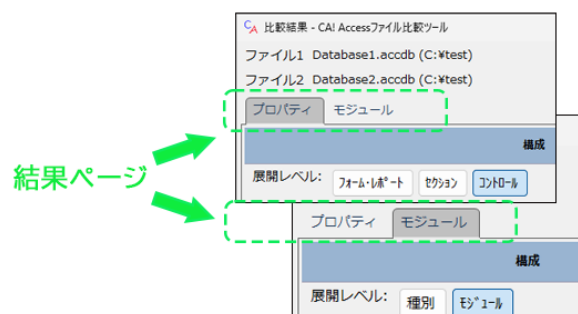 CA 比較結果 - CA! Accessファイル比較ツール
ファイル1 Database1.accdb (C:¥test)
ファイル2 Database2.accdb (C:¥test)
プロパティ モジュール
構成
展開レベル: ﾌｫｰﾑ･ﾚﾎﾟｰﾄ ｾｸｼｮﾝ ｺﾝﾄﾛｰﾙ
結果ページ
プロパティ モジュール
構成
展開レベル: 種別 ﾓｼﾞｭｰﾙ